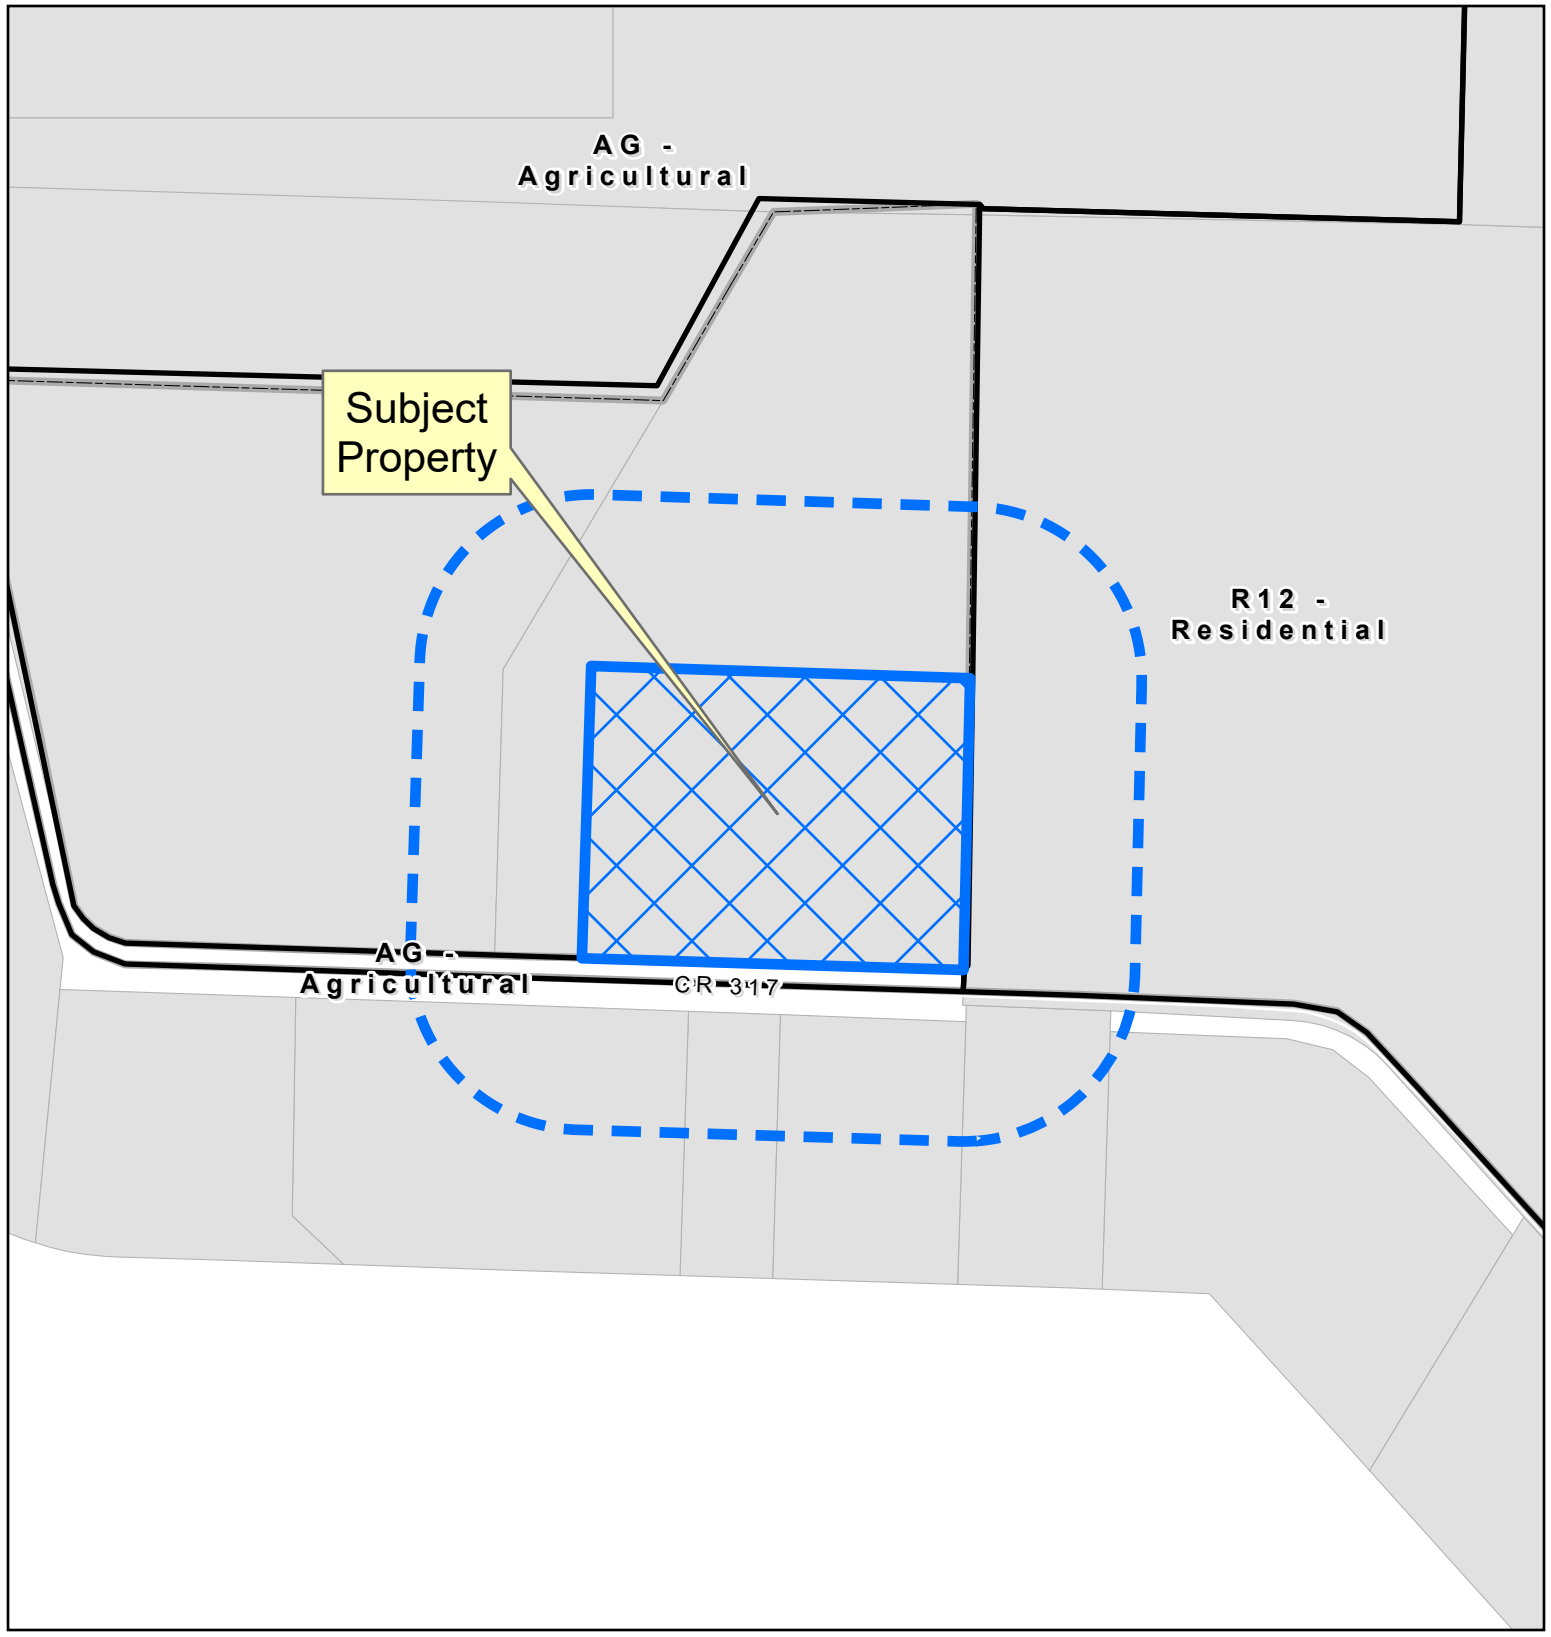 AG -
Agricultural
Subject
Property
R12 -
Residential
AG -
Agricultural
CR 317